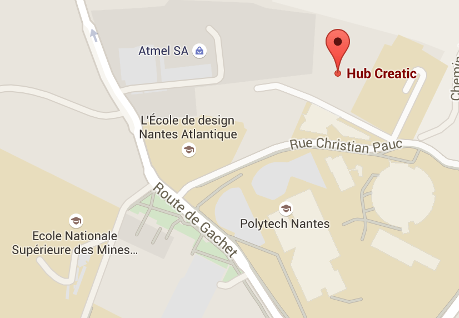 Atmel SA
Hub Creatic
Chemin
L'École de design
Nantes Atlantique
Rue Christian Pauc
Route de Gachet
Polytech Nantes
Ecole Nationale
Supérieure des Mines...